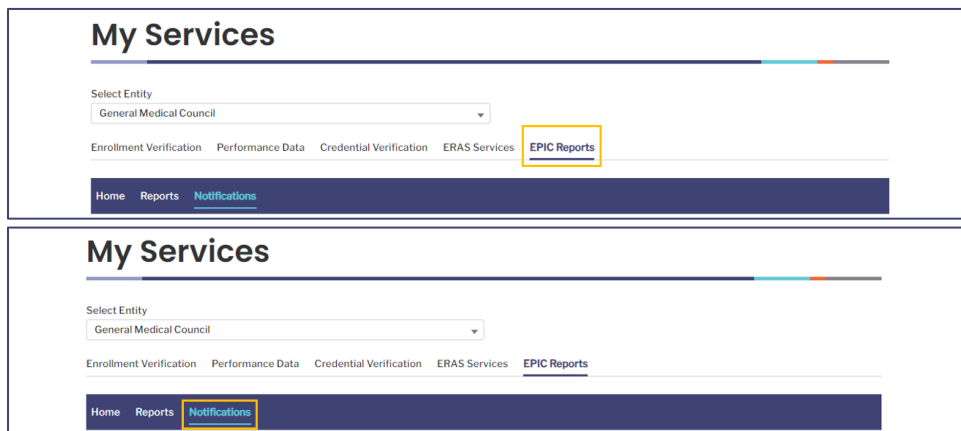 My Services
Select Entity
General Medical Council
Enrollment Verification Performance Data Credential Verification ERAS Services EPIC Reports
Home Reports Notifications
My Services
Select Entity
General Medical Council
Enrollment Verification Performance Data Credential Verification ERAS Services EPIC Reports
Home Reports Notifications